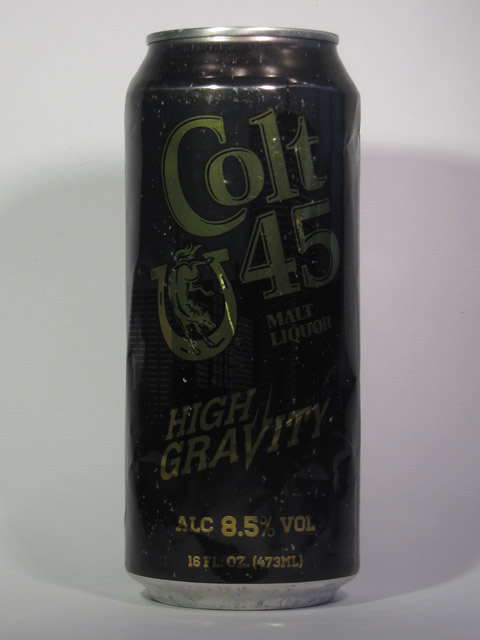 Colt
45
MALT
LIQUOR
HIGH
GRAVITY
ALC 8.5% VOL
16 FL. OZ. (473ML)